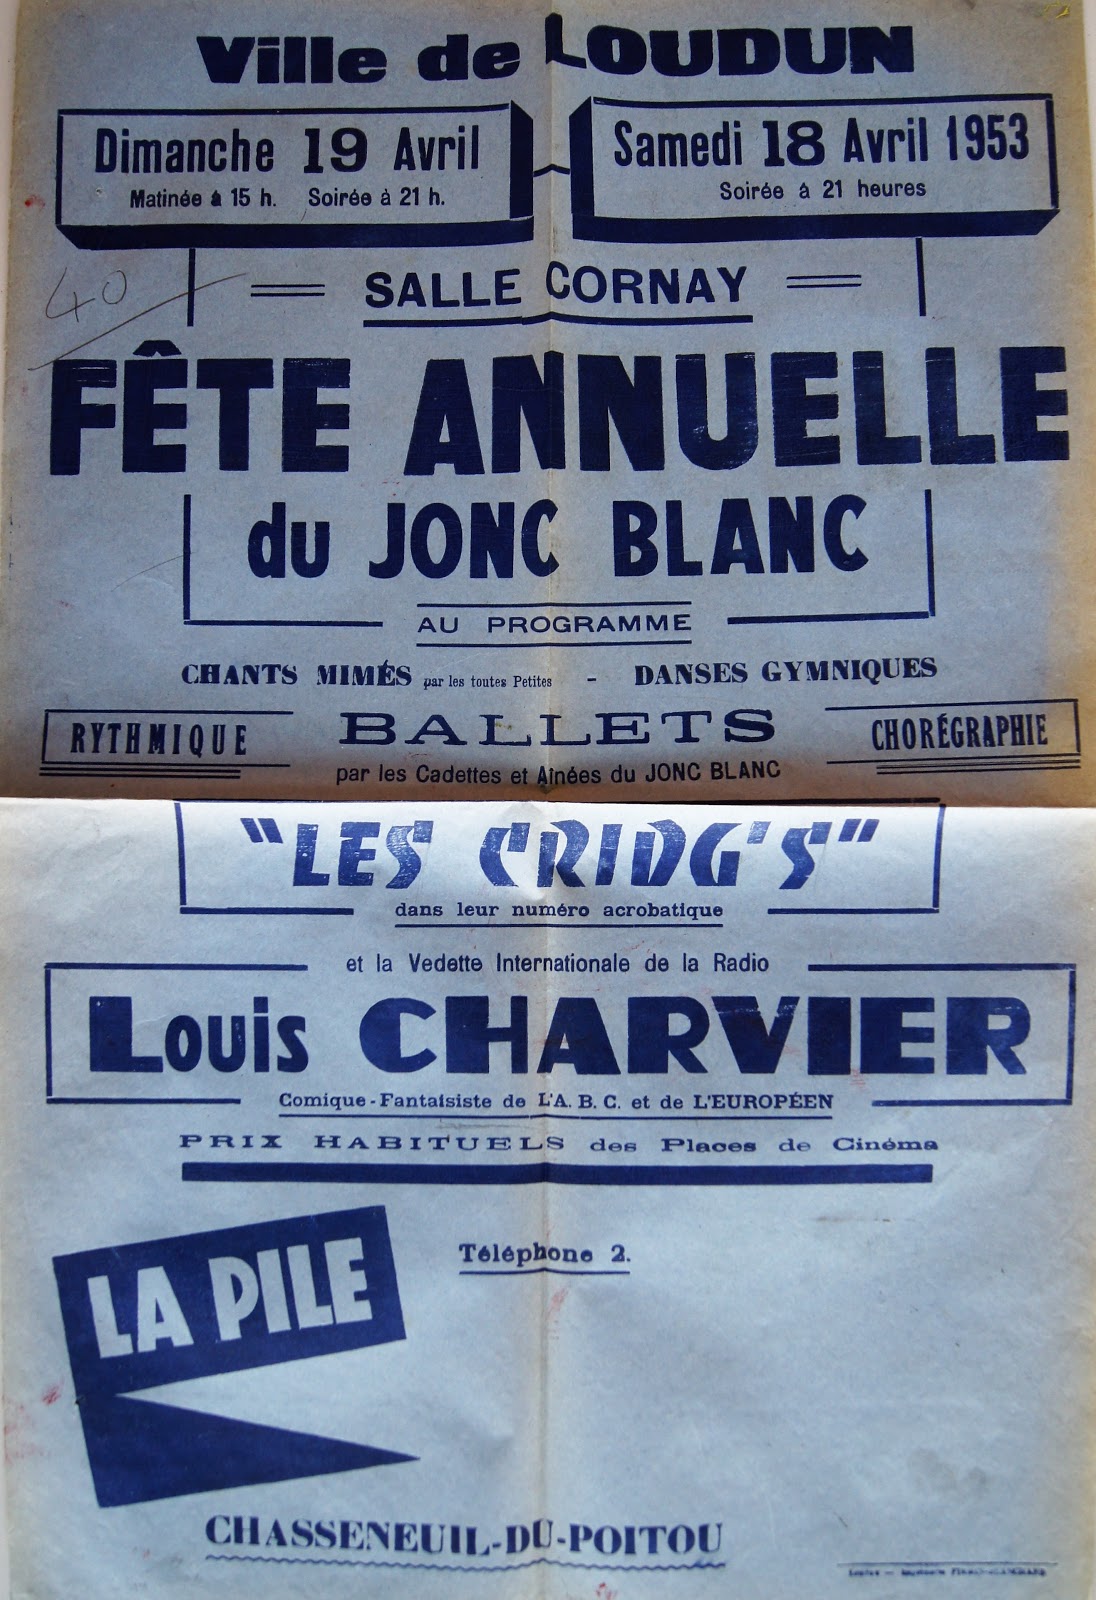 Ville de LOUDUN
Dimanche 19 Avril
Matinée à 15 h. Soirée à 21 h.
Samedi 18 Avril 1953
Soirée à 21 heures
40
SALLE CORNAY
FÊTE ANNUELLE
du JONC BLANC
AU PROGRAMME
CHANTS MIMÉS par les toutes Petites - DANSES GYMNIQUES
RYTHMIQUE BALLETS CHORÉGRAPHIE
par les Cadettes et Aînées du JONC BLANC
"LES CRIDG'S"
dans leur numéro acrobatique
et la Vedette Internationale de la Radio
Louis CHARVIER
Comique-Fantaisiste de L'A. B. C. et de L'EUROPÉEN
PRIX HABITUELS des Places de Cinéma
LA PILE
Téléphone 2.
CHASSENEUIL-DU-POITOU
Loudun — Imprimerie